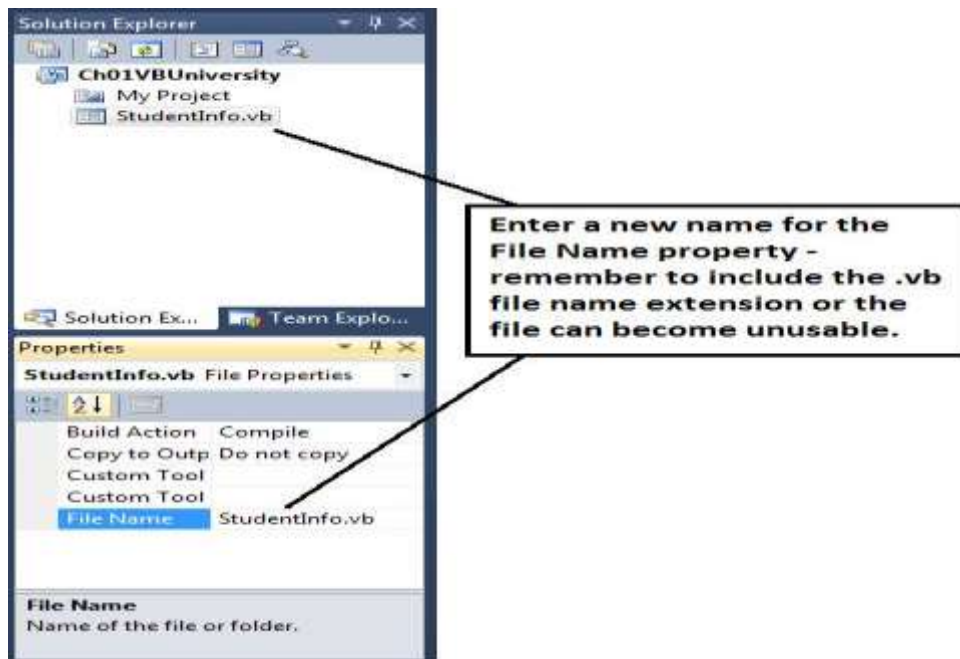 Solution Explorer
Ch01VBUniversity
My Project
StudentInfo.vb
Enter a new name for the
File Name property -
remember to include the .vb
file name extension or the
file can become unusable.
Solution Ex... Team Explo...
Properties
StudentInfo.vb File Properties
Build Action Compile
Copy to Outp Do not copy
Custom Tool
Custom Tool
File Name StudentInfo.vb
File Name
Name of the file or folder.